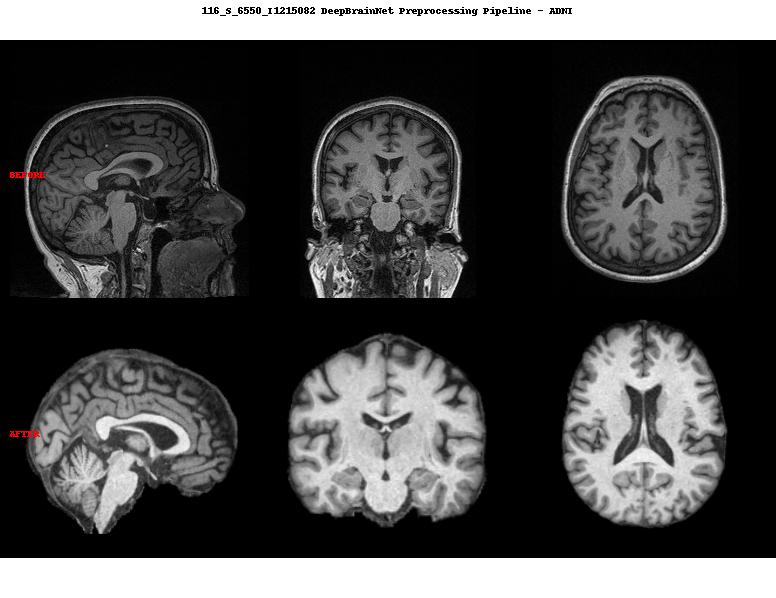 116_S_6550_I1215082 DeepBrainNet Preprocessing Pipeline - ADNI
BEFORE
AFTER